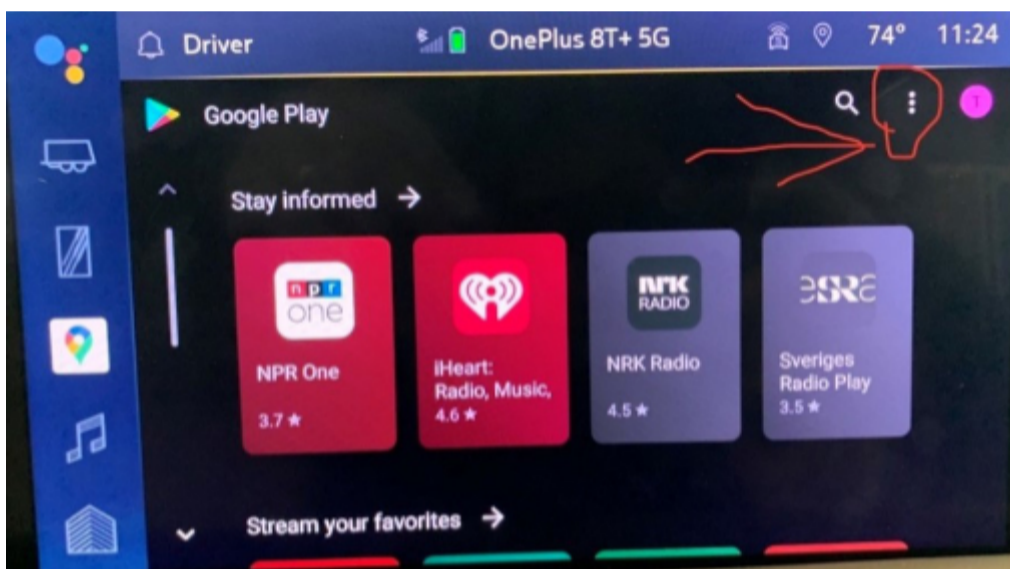 Driver
OnePlus 8T+ 5G
74°
11:24
Google Play
T
Stay informed
npr
one
NPR One
3.7 ★
iHeart:
Radio, Music,
4.6 ★
NRK
RADIO
NRK Radio
4.5 ★
Sveriges
Radio Play
3.5 ★
Stream your favorites